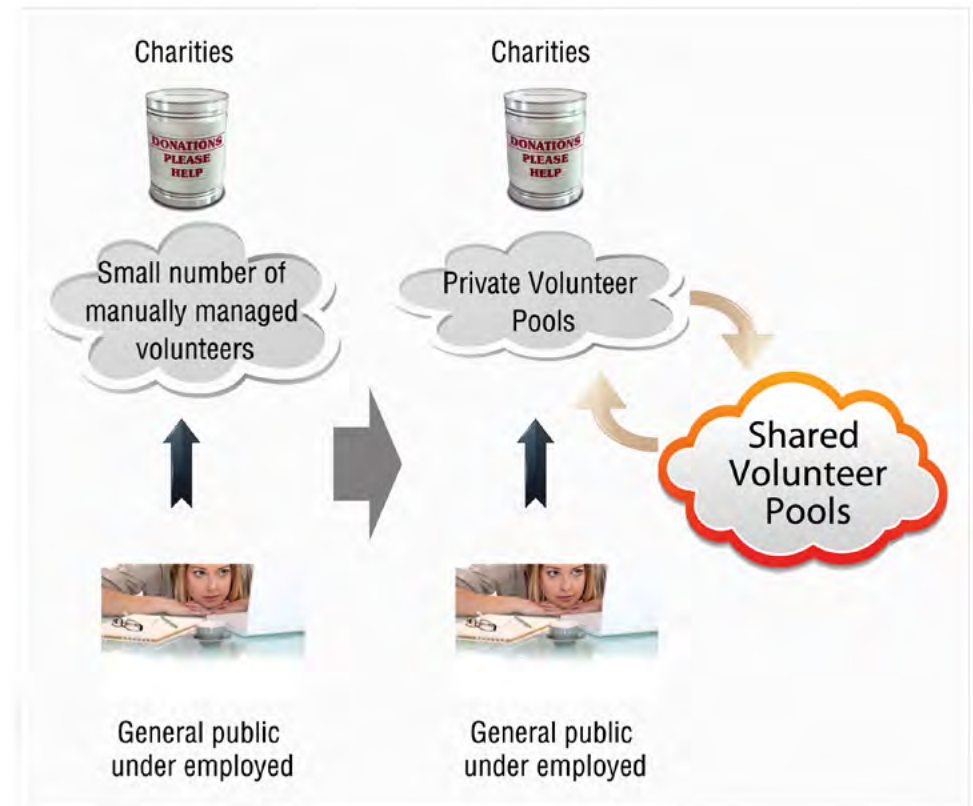 Charities
DONATIONS
PLEASE
HELP
Small number of
manually managed
volunteers
General public
under employed
Charities
DONATIONS
PLEASE
HELP
Private Volunteer
Pools
General public
under employed
Shared
Volunteer
Pools